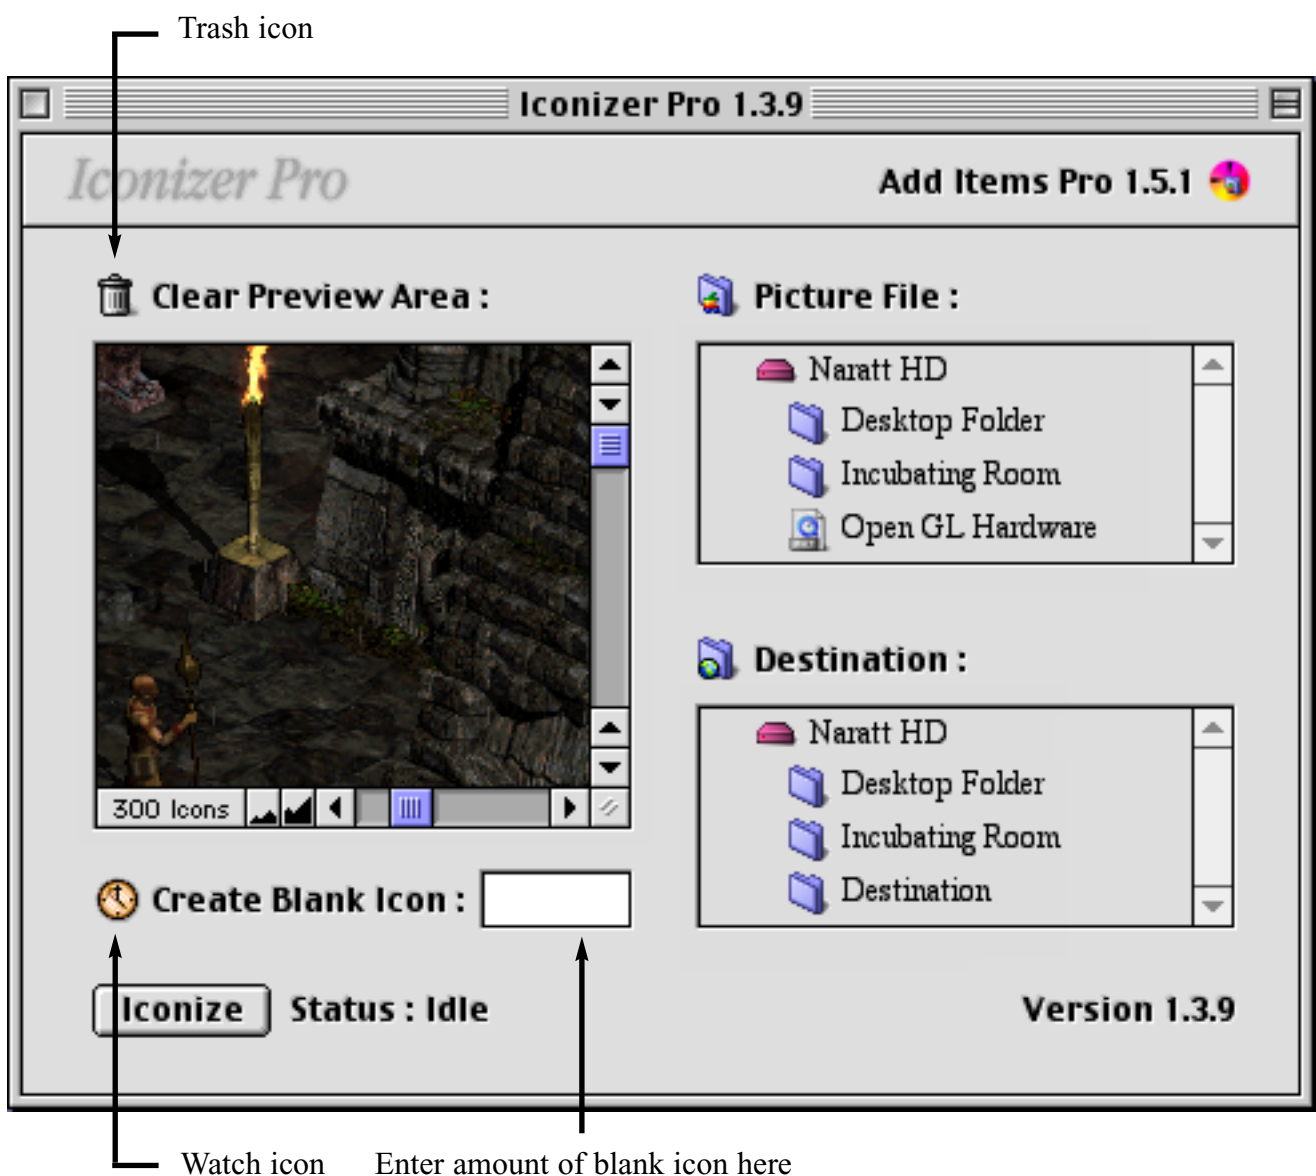 Trash icon
Iconizer Pro 1.3.9
Iconizer Pro
Add Items Pro 1.5.1
Clear Preview Area :
300 Icons
Create Blank Icon :
Iconize
Status : Idle
Picture File :
Naratt HD
Desktop Folder
Incubating Room
Open GL Hardware
Destination :
Naratt HD
Desktop Folder
Incubating Room
Destination
Version 1.3.9
Watch icon
Enter amount of blank icon here